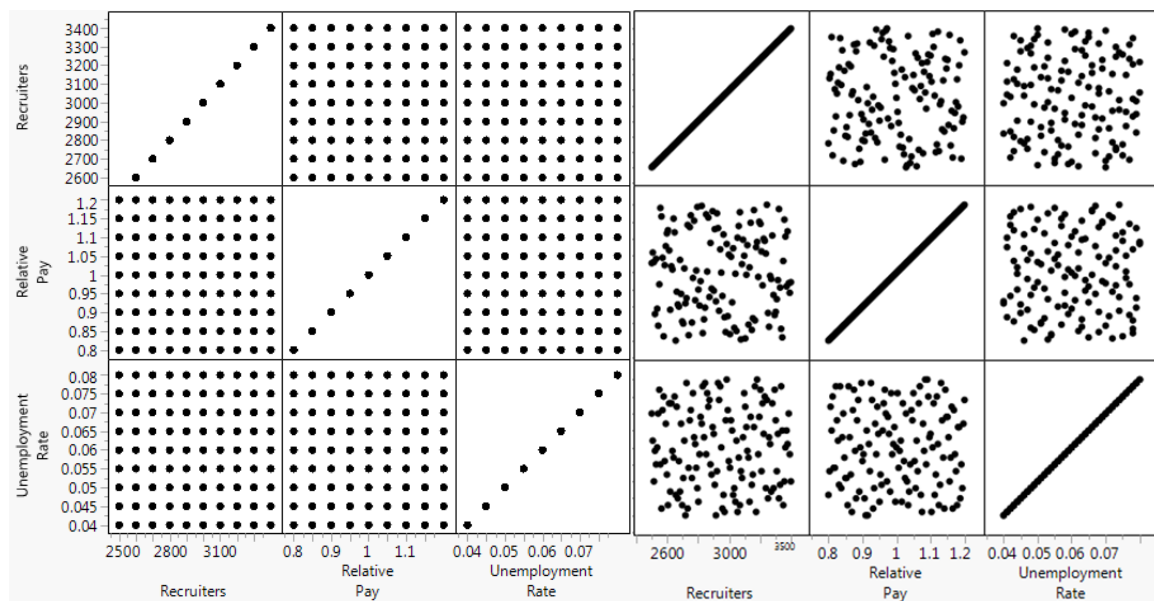 Recruiters
3400
3300
3200
3100
3000
2900
2800
2700
2600
Relative
Pay
1.2
1.15
1.1
1.05
1
0.95
0.9
0.85
0.8
Unemployment
Rate
0.08
0.075
0.07
0.065
0.06
0.055
0.05
0.045
0.04
2500 2800 3100 0.8 0.9 1 1.1 0.04 0.05 0.06 0.07 2600 3000 3500 0.8 0.9 1 1.1 1.2 0.04 0.05 0.06 0.07
Recruiters
Relative
Pay
Unemployment
Rate
Recruiters
Relative
Pay
Unemployment
Rate